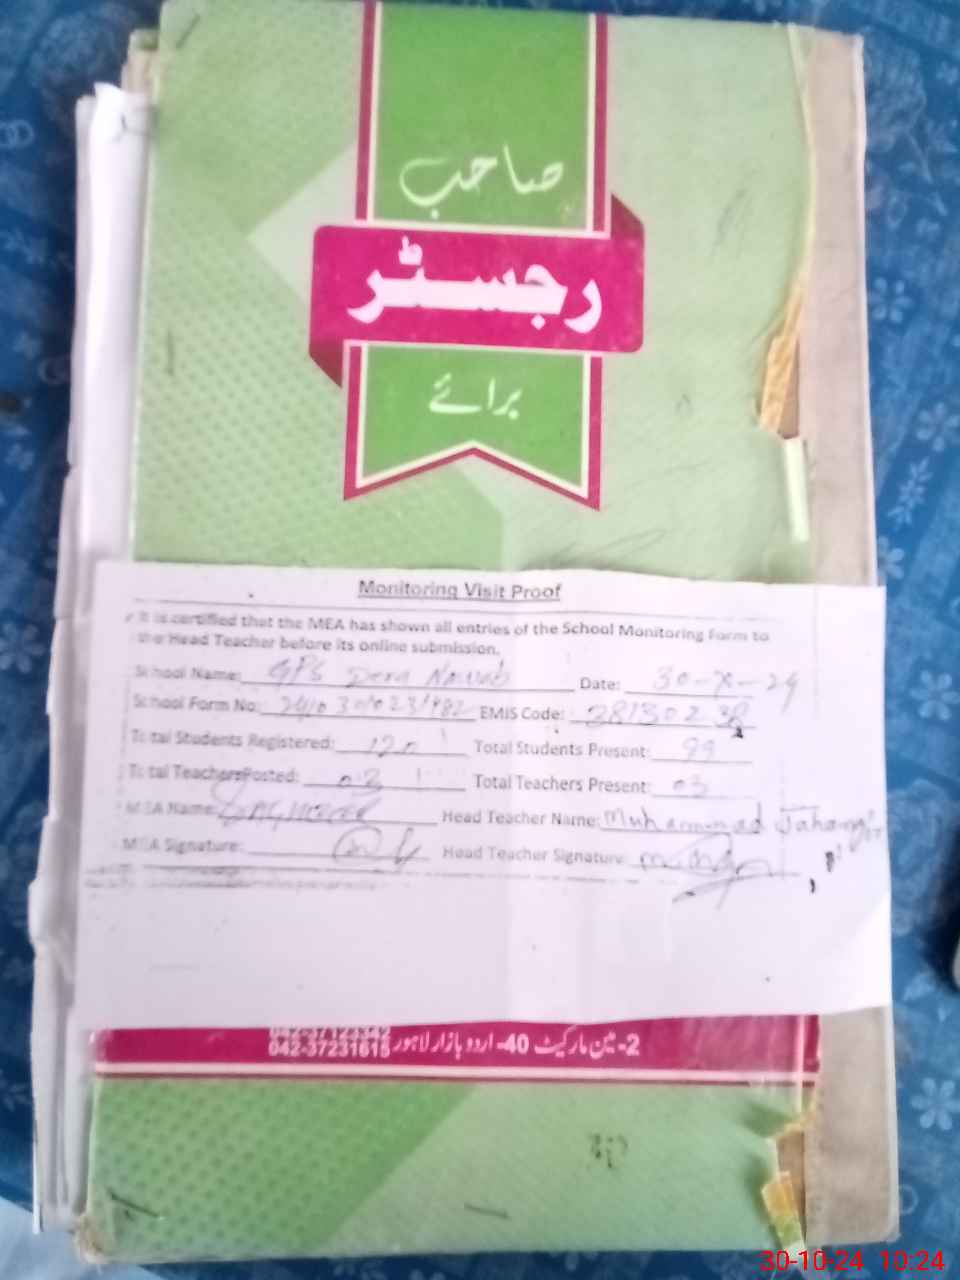 صاحب
رجسٹر
برائے
Monitoring Visit Proof
It is certified that the MEA has shown all entries of the School Monitoring Form to
the Head Teacher before its online submission.
School Name: GPS Dera Nawab Date: 30-X-24
School Form No: EMIS Code: 38130238
Total Students Registered: 120 Total Students Present: 99
Total Teachers Posted: 03 Total Teachers Present: 03
MEA Name: Head Teacher Name: Muhammad Jahangir
MEA Signature: Head Teacher Signature:
042-37123342
042-37231615 2-مین مارکیٹ 40-اردو بازار لاہور
30-10-24 10:24